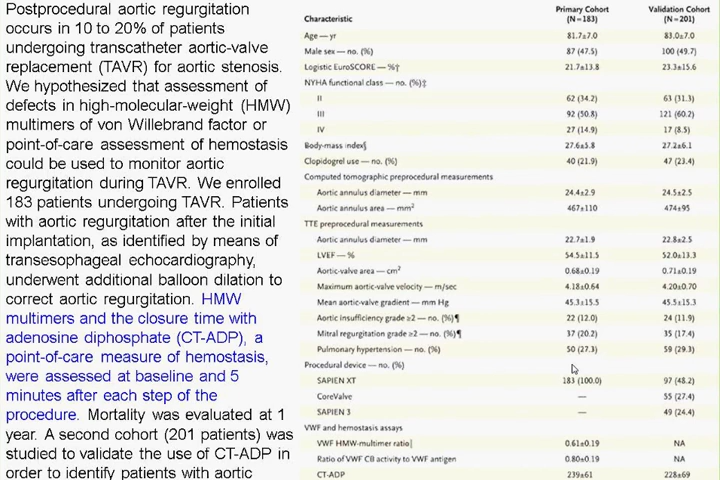 Postprocedural aortic regurgitation
occurs in 10 to 20% of patients
undergoing transcatheter aortic-valve
replacement (TAVR) for aortic stenosis.
We hypothesized that assessment of
defects in high-molecular-weight (HMW)
multimers of von Willebrand factor or
point-of-care assessment of hemostasis
could be used to monitor aortic
regurgitation during TAVR. We enrolled
183 patients undergoing TAVR. Patients
with aortic regurgitation after the initial
implantation, as identified by means of
transesophageal echocardiography,
underwent additional balloon dilation to
correct aortic regurgitation. HMW
multimers and the closure time with
adenosine diphosphate (CT-ADP), a
point-of-care measure of hemostasis,
were assessed at baseline and 5
minutes after each step of the
procedure. Mortality was evaluated at 1
year. A second cohort (201 patients) was
studied to validate the use of CT-ADP in
order to identify patients with aortic
Characteristic Primary Cohort (N=183) Validation Cohort (N=201)
Age — yr 81.7±7.0 83.0±7.0
Male sex — no. (%) 87 (47.5) 100 (49.7)
Logistic EuroSCORE — %† 21.7±13.8 23.3±15.6
NYHA functional class — no. (%)‡
II 62 (34.2) 63 (31.3)
III 92 (50.8) 121 (60.2)
IV 27 (14.9) 17 (8.5)
Body-mass index§ 27.6±5.8 27.2±6.1
Clopidogrel use — no. (%) 40 (21.9) 47 (23.4)
Computed tomographic preprocedural measurements
Aortic annulus diameter — mm 24.4±2.9 24.5±2.5
Aortic annulus area — mm² 467±110 474±95
TTE preprocedural measurements
Aortic annulus diameter — mm 22.7±1.9 22.8±2.5
LVEF — % 54.5±11.5 52.0±13.3
Aortic-valve area — cm² 0.68±0.19 0.71±0.19
Maximum aortic-valve velocity — m/sec 4.18±0.64 4.20±0.70
Mean aortic-valve gradient — mm Hg 45.3±15.5 45.5±15.3
Aortic insufficiency grade ≥2 — no. (%)¶ 22 (12.0) 24 (11.9)
Mitral regurgitation grade ≥2 — no. (%)¶ 37 (20.2) 35 (17.4)
Pulmonary hypertension — no. (%) 50 (27.3) 59 (29.3)
Procedural device — no. (%)
SAPIEN XT 183 (100.0) 97 (48.2)
CoreValve — 55 (27.4)
SAPIEN 3 — 49 (24.4)
VWF and hemostasis assays
VWF HMW-multimer ratio‖ 0.61±0.19 NA
Ratio of VWF CB activity to VWF antigen 0.80±0.19 NA
CT-ADP 239±61 228±69